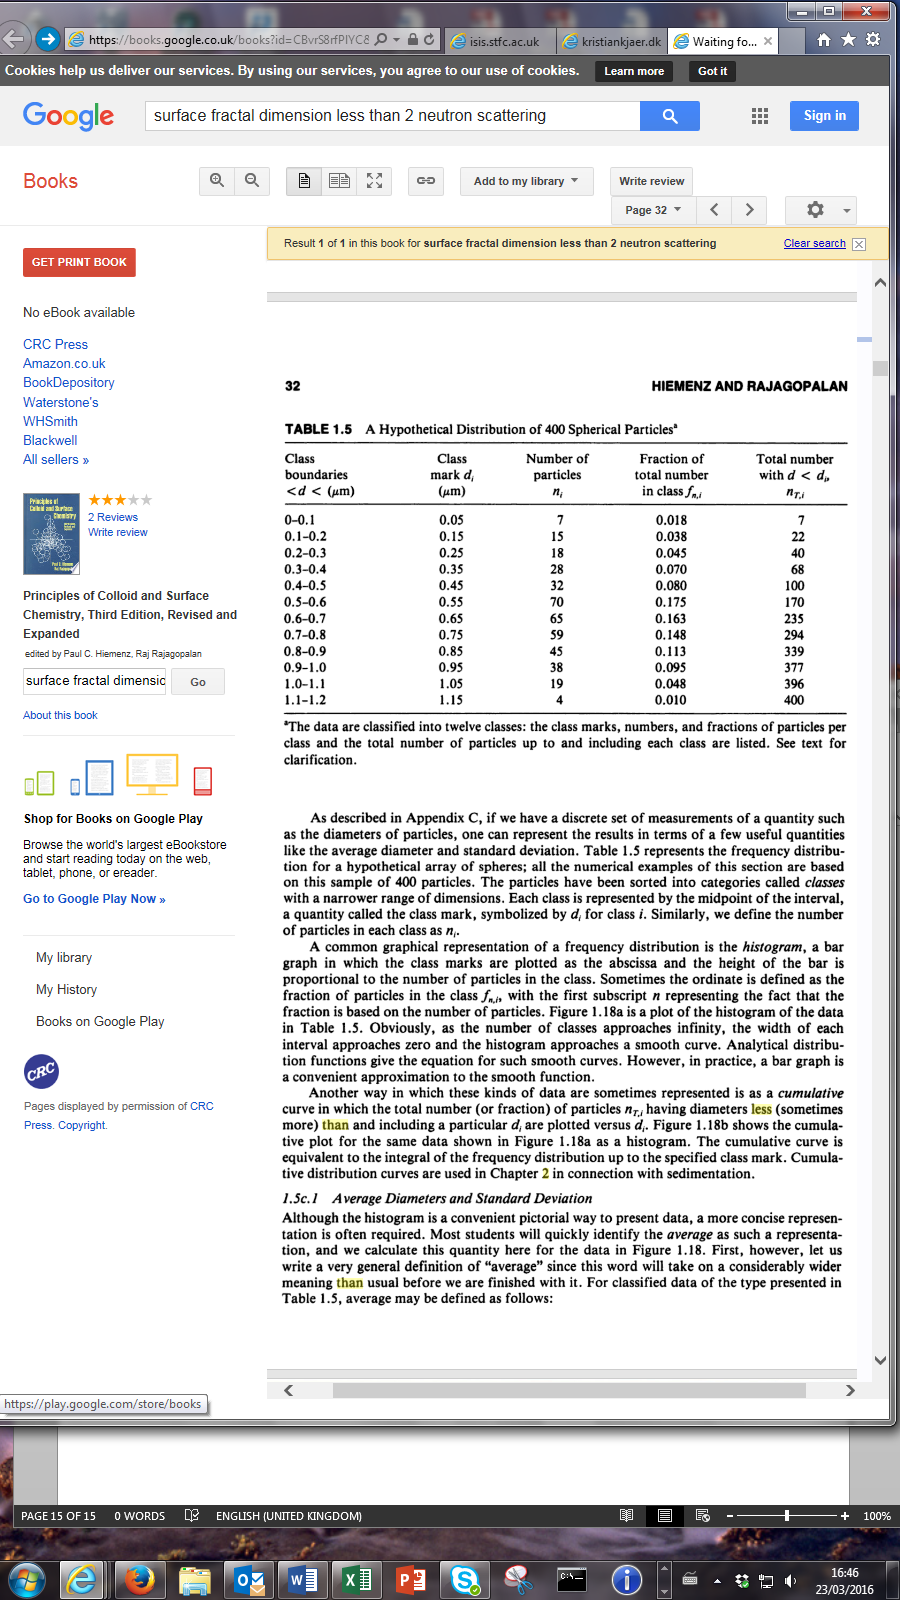 https://books.google.co.uk/books?id=CBvrS8rfPIYC8
isis.stfc.ac.uk
kristiankjaer.dk
Waiting fo...
Cookies help us deliver our services. By using our services, you agree to our use of cookies.
Learn more
Got it
Google
surface fractal dimension less than 2 neutron scattering
Sign in
Books
Add to my library
Write review
Page 32
Result 1 of 1 in this book for surface fractal dimension less than 2 neutron scattering
Clear search
GET PRINT BOOK
No eBook available
CRC Press
Amazon.co.uk
BookDepository
Waterstone's
WHSmith
Blackwell
All sellers »
Principles of
Colloid and Surface
Chemistry
2 Reviews
Write review
Principles of Colloid and Surface
Chemistry, Third Edition, Revised and
Expanded
edited by Paul C. Hiemenz, Raj Rajagopalan
surface fractal dimensic
Go
About this book
Shop for Books on Google Play
Browse the world's largest eBookstore
and start reading today on the web,
tablet, phone, or ereader.
Go to Google Play Now »
My library
My History
Books on Google Play
CRC
Pages displayed by permission of CRC
Press. Copyright.
32 HIEMENZ AND RAJAGOPALAN
TABLE 1.5 A Hypothetical Distribution of 400 Spherical Particlesª
Class Class Number of Fraction of Total number
boundaries mark di particles total number with d < di,
<d < (μm) (μm) ni in class fn,i nT,i
0–0.1 0.05 7 0.018 7
0.1–0.2 0.15 15 0.038 22
0.2–0.3 0.25 18 0.045 40
0.3–0.4 0.35 28 0.070 68
0.4–0.5 0.45 32 0.080 100
0.5–0.6 0.55 70 0.175 170
0.6–0.7 0.65 65 0.163 235
0.7–0.8 0.75 59 0.148 294
0.8–0.9 0.85 45 0.113 339
0.9–1.0 0.95 38 0.095 377
1.0–1.1 1.05 19 0.048 396
1.1–1.2 1.15 4 0.010 400
ªThe data are classified into twelve classes: the class marks, numbers, and fractions of particles per
class and the total number of particles up to and including each class are listed. See text for
clarification.
As described in Appendix C, if we have a discrete set of measurements of a quantity such
as the diameters of particles, one can represent the results in terms of a few useful quantities
like the average diameter and standard deviation. Table 1.5 represents the frequency distribu-
tion for a hypothetical array of spheres; all the numerical examples of this section are based
on this sample of 400 particles. The particles have been sorted into categories called classes
with a narrower range of dimensions. Each class is represented by the midpoint of the interval,
a quantity called the class mark, symbolized by di for class i. Similarly, we define the number
of particles in each class as ni.
A common graphical representation of a frequency distribution is the histogram, a bar
graph in which the class marks are plotted as the abscissa and the height of the bar is
proportional to the number of particles in the class. Sometimes the ordinate is defined as the
fraction of particles in the class fn,i, with the first subscript n representing the fact that the
fraction is based on the number of particles. Figure 1.18a is a plot of the histogram of the data
in Table 1.5. Obviously, as the number of classes approaches infinity, the width of each
interval approaches zero and the histogram approaches a smooth curve. Analytical distribu-
tion functions give the equation for such smooth curves. However, in practice, a bar graph is
a convenient approximation to the smooth function.
Another way in which these kinds of data are sometimes represented is as a cumulative
curve in which the total number (or fraction) of particles nT,i having diameters less (sometimes
more) than and including a particular di are plotted versus di. Figure 1.18b shows the cumula-
tive plot for the same data shown in Figure 1.18a as a histogram. The cumulative curve is
equivalent to the integral of the frequency distribution up to the specified class mark. Cumula-
tive distribution curves are used in Chapter 2 in connection with sedimentation.
1.5c.1 Average Diameters and Standard Deviation
Although the histogram is a convenient pictorial way to present data, a more concise represen-
tation is often required. Most students will quickly identify the average as such a representa-
tion, and we calculate this quantity here for the data in Figure 1.18. First, however, let us
write a very general definition of "average" since this word will take on a considerably wider
meaning than usual before we are finished with it. For classified data of the type presented in
Table 1.5, average may be defined as follows:
https://play.google.com/store/books
PAGE 15 OF 15
0 WORDS
ENGLISH (UNITED KINGDOM)
100%
16:46
23/03/2016